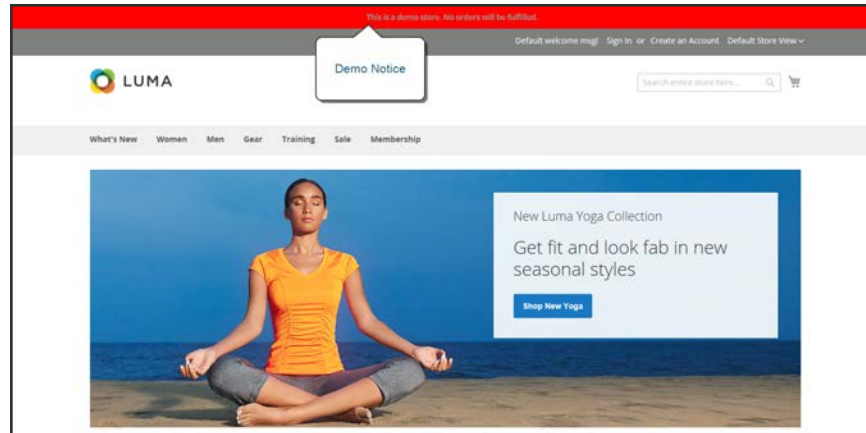 This is a demo store. No orders will be fulfilled.
Default welcome msg! Sign In or Create an Account Default Store View
Demo Notice
LUMA
Search entire store here...
What's New Women Men Gear Training Sale Membership
New Luma Yoga Collection
Get fit and look fab in new
seasonal styles
Shop New Yoga